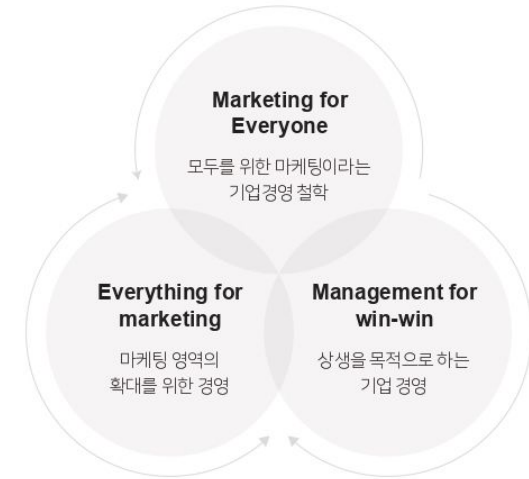 Marketing for
Everyone
모두를 위한 마케팅이라는
기업경영 철학
Everything for
marketing
마케팅 영역의
확대를 위한 경영
Management for
win-win
상생을 목적으로 하는
기업 경영